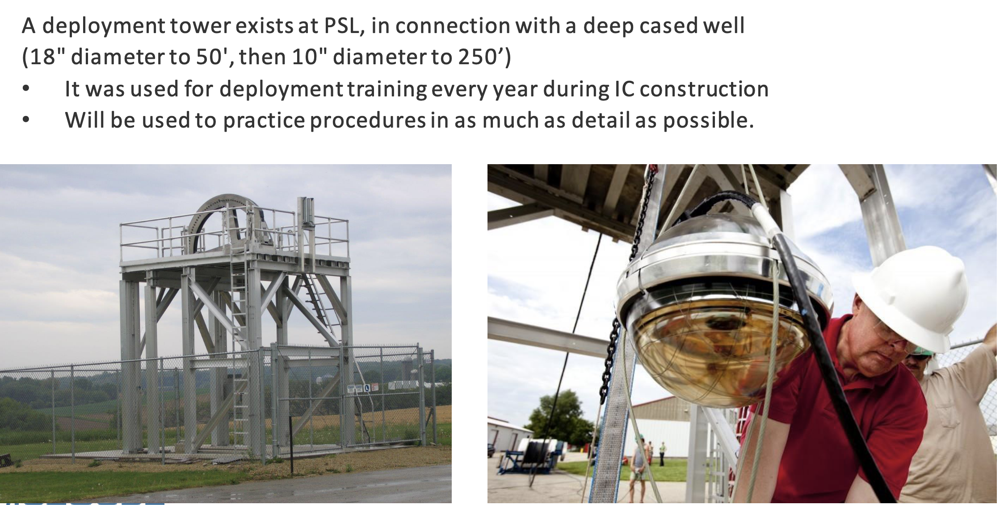 A deployment tower exists at PSL, in connection with a deep cased well
(18" diameter to 50', then 10" diameter to 250’)
• It was used for deployment training every year during IC construction
• Will be used to practice procedures in as much as detail as possible.